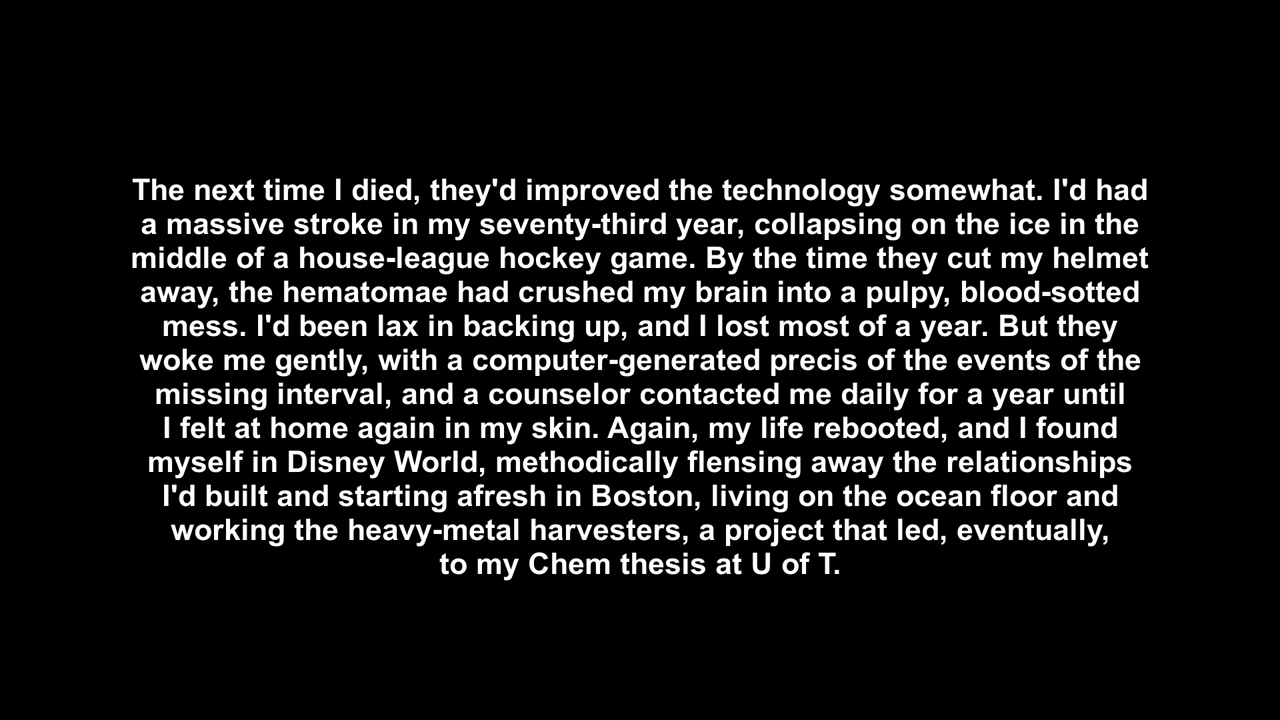 The next time I died, they'd improved the technology somewhat. I'd had
a massive stroke in my seventy-third year, collapsing on the ice in the
middle of a house-league hockey game. By the time they cut my helmet
away, the hematomae had crushed my brain into a pulpy, blood-sotted
mess. I'd been lax in backing up, and I lost most of a year. But they
woke me gently, with a computer-generated precis of the events of the
missing interval, and a counselor contacted me daily for a year until
I felt at home again in my skin. Again, my life rebooted, and I found
myself in Disney World, methodically flensing away the relationships
I'd built and starting afresh in Boston, living on the ocean floor and
working the heavy-metal harvesters, a project that led, eventually,
to my Chem thesis at U of T.